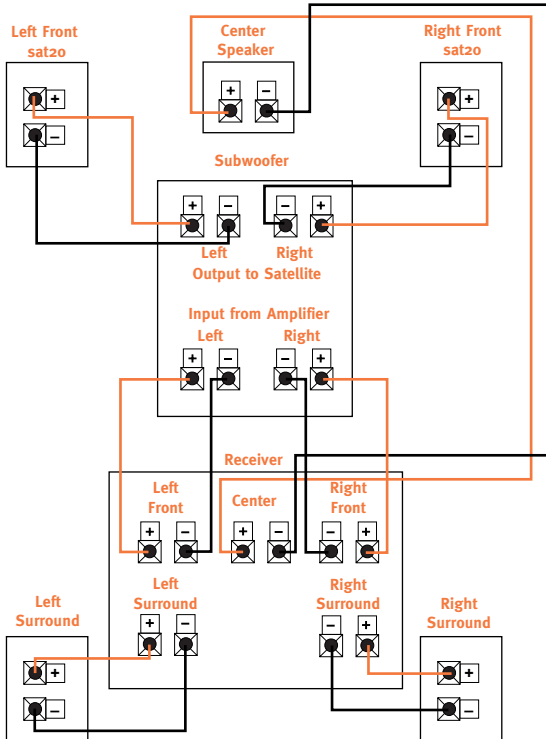 Left Front
sat20
Center
Speaker
Right Front
sat20
+
–
+ –
+
–
Subwoofer
+ – – +
Left Right
Output to Satellite
Input from Amplifier
Left Right
+ – – +
Receiver
Left
Front
Center
Right
Front
+ – + – – +
Left
Surround
Right
Surround
+ – – +
Left
Surround
+
–
Right
Surround
+
–